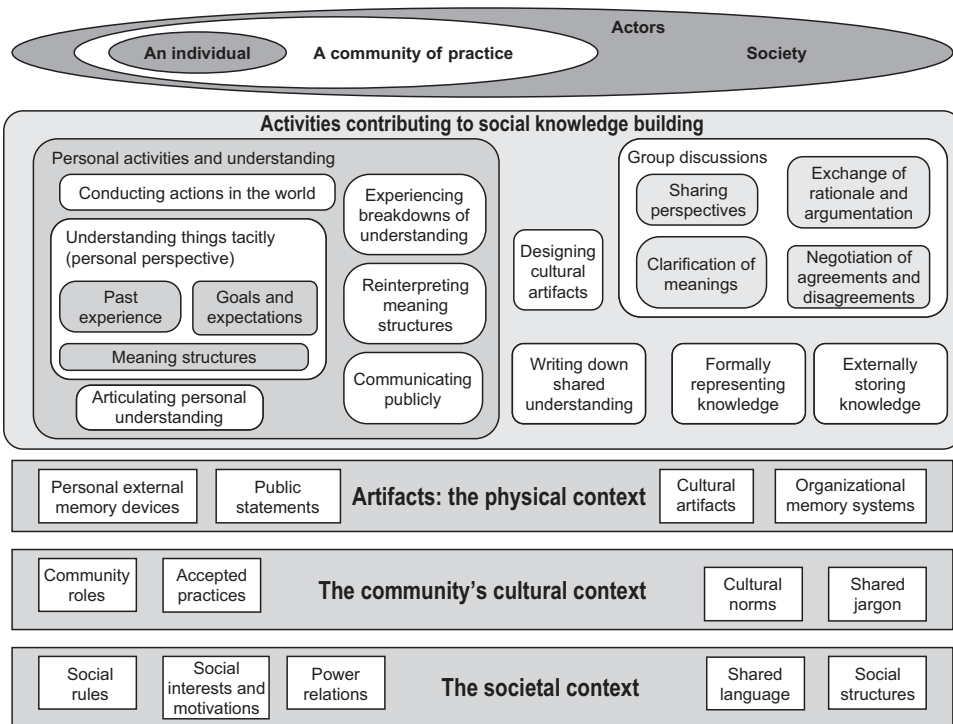 Actors
An individual
A community of practice
Society
Activities contributing to social knowledge building
Personal activities and understanding
Conducting actions in the world
Understanding things tacitly
(personal perspective)
Past
experience
Goals and
expectations
Meaning structures
Articulating personal
understanding
Experiencing
breakdowns of
understanding
Reinterpreting
meaning
structures
Communicating
publicly
Designing
cultural
artifacts
Group discussions
Sharing
perspectives
Exchange of
rationale and
argumentation
Clarification of
meanings
Negotiation of
agreements and
disagreements
Writing down
shared
understanding
Formally
representing
knowledge
Externally
storing
knowledge
Personal external
memory devices
Public
statements
Artifacts: the physical context
Cultural
artifacts
Organizational
memory systems
Community
roles
Accepted
practices
The community’s cultural context
Cultural
norms
Shared
jargon
Social
rules
Social
interests and
motivations
Power
relations
The societal context
Shared
language
Social
structures